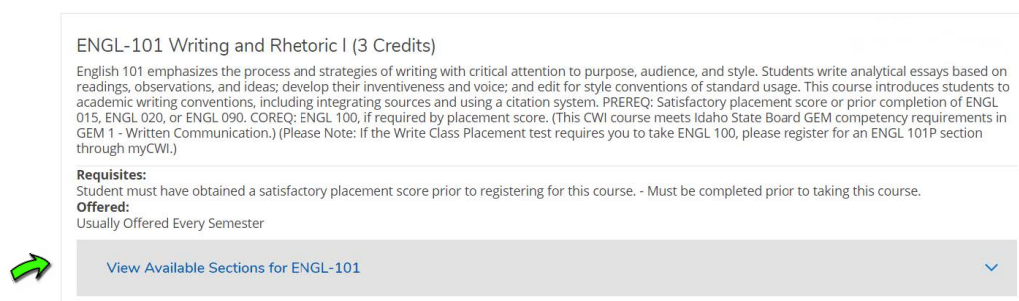 ENGL-101 Writing and Rhetoric I (3 Credits)
English 101 emphasizes the process and strategies of writing with critical attention to purpose, audience, and style. Students write analytical essays based on
readings, observations, and ideas; develop their inventiveness and voice; and edit for style conventions of standard usage. This course introduces students to
academic writing conventions, including integrating sources and using a citation system. PREREQ: Satisfactory placement score or prior completion of ENGL
015, ENGL 020, or ENGL 090. COREQ: ENGL 100, if required by placement score. (This CWI course meets Idaho State Board GEM competency requirements in
GEM 1 - Written Communication.) (Please Note: If the Write Class Placement test requires you to take ENGL 100, please register for an ENGL 101P section
through myCWI.)
Requisites:
Student must have obtained a satisfactory placement score prior to registering for this course. - Must be completed prior to taking this course.
Offered:
Usually Offered Every Semester
View Available Sections for ENGL-101